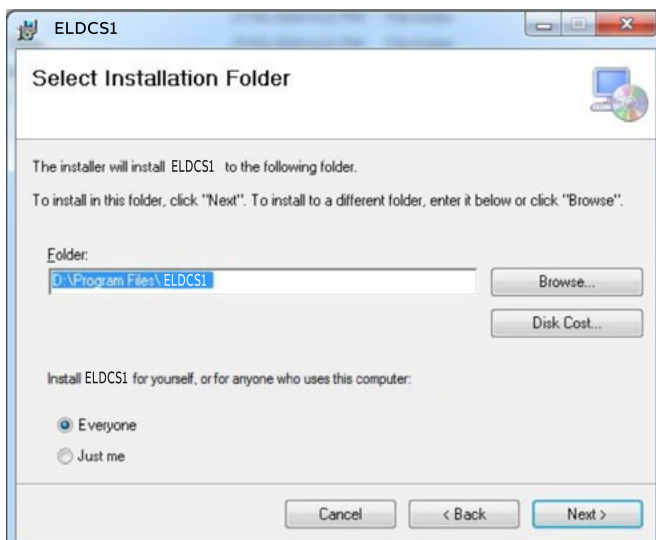 ELDCS1
Select Installation Folder
The installer will install ELDCS1 to the following folder.
To install in this folder, click "Next". To install to a different folder, enter it below or click "Browse".
Folder:
D:\Program Files\ELDCS1
Browse...
Disk Cost...
Install ELDCS1 for yourself, or for anyone who uses this computer:
Everyone
Just me
Cancel
< Back
Next >